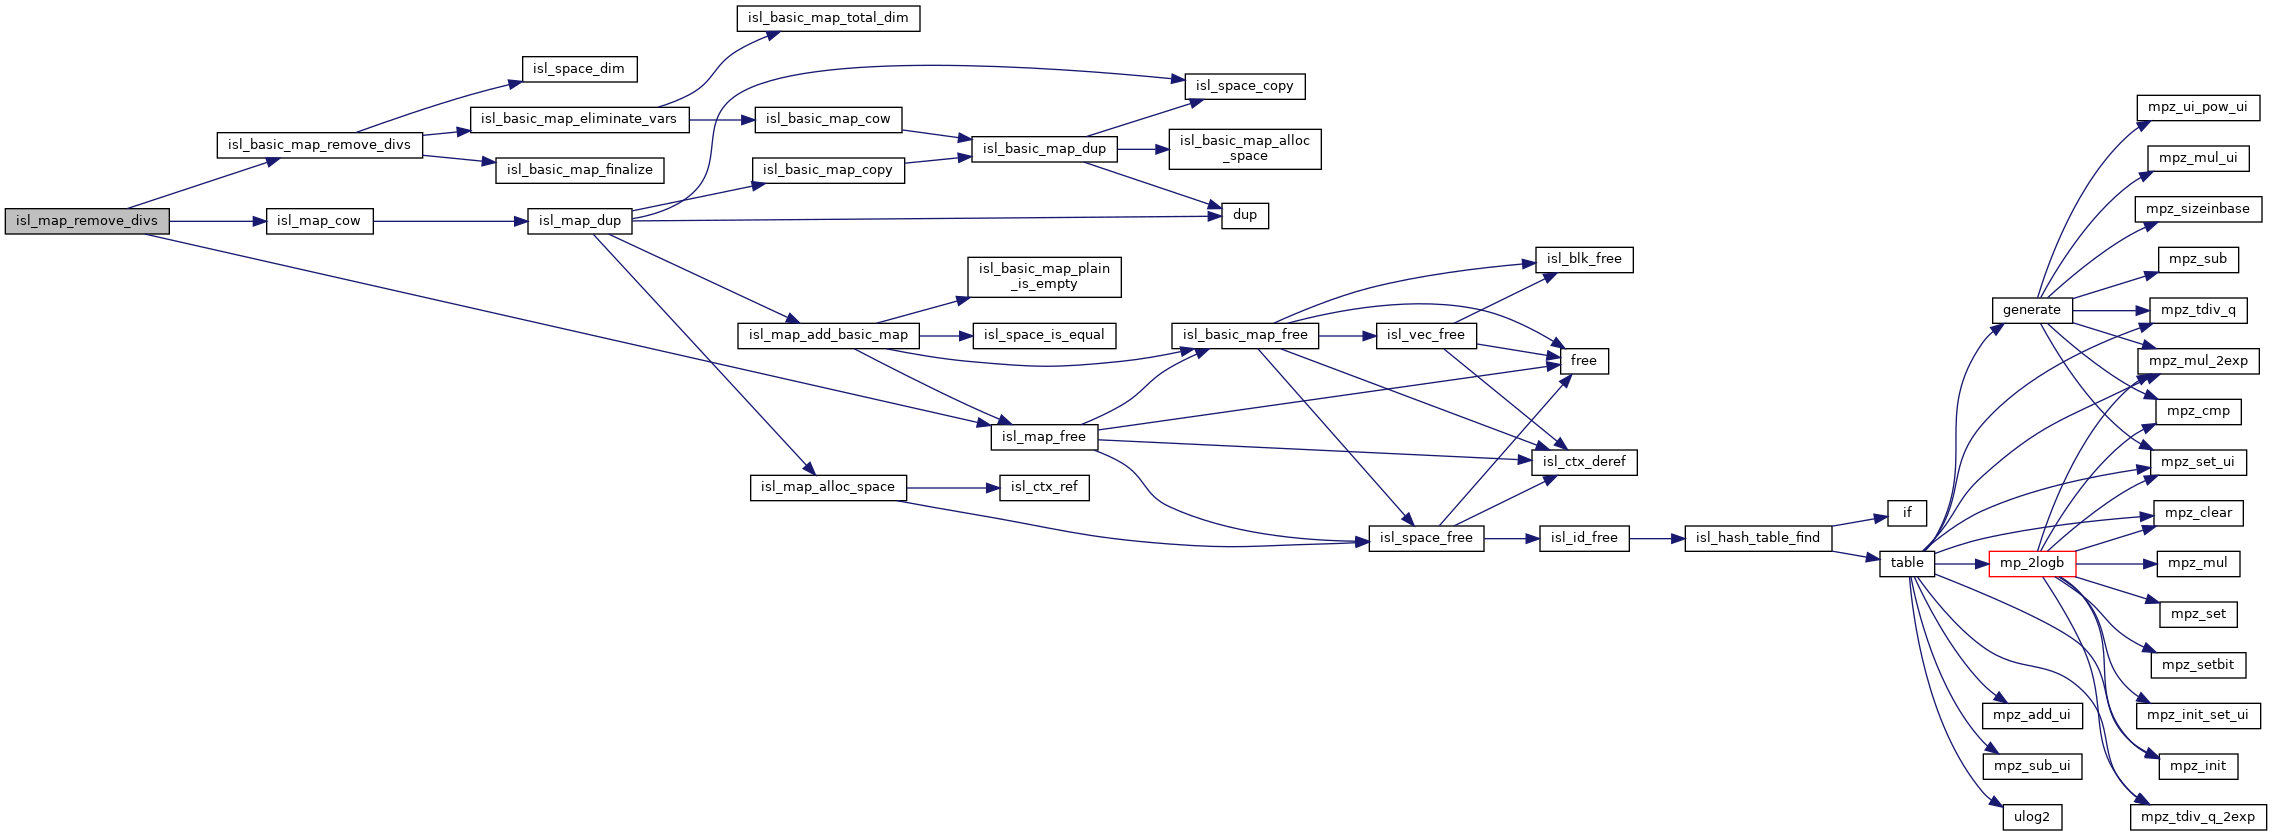 isl_basic_map_total_dim
isl_space_dim
isl_space_copy
isl_basic_map_eliminate_vars
isl_basic_map_cow
isl_basic_map_remove_divs
isl_basic_map_dup
isl_basic_map_alloc
_space
isl_basic_map_finalize
isl_basic_map_copy
isl_map_remove_divs
isl_map_cow
isl_map_dup
dup
isl_basic_map_plain
_is_empty
isl_blk_free
isl_map_add_basic_map
isl_space_is_equal
isl_basic_map_free
isl_vec_free
free
isl_map_free
isl_ctx_deref
isl_map_alloc_space
isl_ctx_ref
isl_space_free
isl_id_free
isl_hash_table_find
if
table
generate
mp_2logb
mpz_add_ui
mpz_sub_ui
ulog2
mpz_ui_pow_ui
mpz_mul_ui
mpz_sizeinbase
mpz_sub
mpz_tdiv_q
mpz_mul_2exp
mpz_cmp
mpz_set_ui
mpz_clear
mpz_mul
mpz_set
mpz_setbit
mpz_init_set_ui
mpz_init
mpz_tdiv_q_2exp